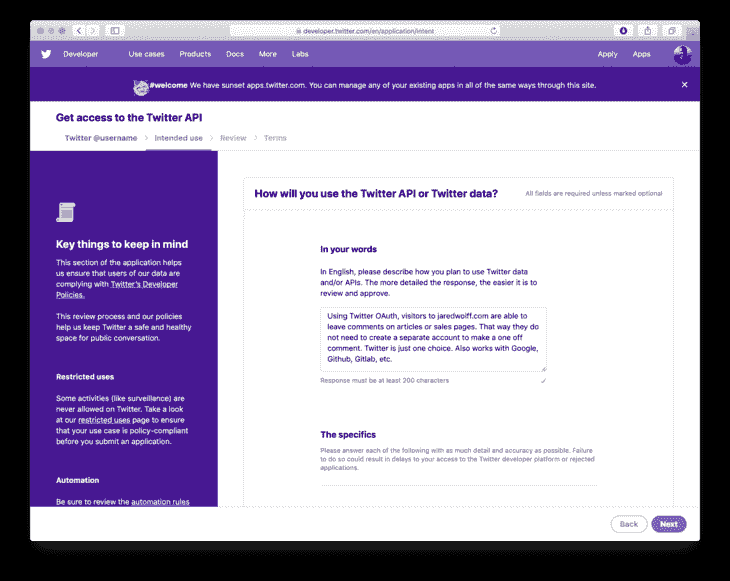 developer.twitter.com/en/application/intent
Developer Use cases Products Docs More Labs Apply Apps
#welcome We have sunset apps.twitter.com. You can manage any of your existing apps in all of the same ways through this site.
Get access to the Twitter API
Twitter @username > Intended use > Review > Terms
How will you use the Twitter API or Twitter data? All fields are required unless marked optional
Key things to keep in mind
This section of the application helps
us ensure that users of our data are
complying with Twitter's Developer
Policies.
This review process and our policies
help us keep Twitter a safe and healthy
space for public conversation.
Restricted uses
Some activities (like surveillance) are
never allowed on Twitter. Take a look
at our restricted uses page to ensure
that your use case is policy-compliant
before you submit an application.
Automation
Be sure to review the automation rules
In your words
In English, please describe how you plan to use Twitter data
and/or APIs. The more detailed the response, the easier it is to
review and approve.
Using Twitter OAuth, visitors to jaredwolff.com are able to
leave comments on articles or sales pages. That way they do
not need to create a separate account to make a one off
comment. Twitter is just one choice. Also works with Google,
Github, Gitlab, etc.
Response must be at least 200 characters
The specifics
Please answer each of the following with as much detail and accuracy as possible. Failure
to do so could result in delays to your access to the Twitter developer platform or rejected
applications.
Back Next